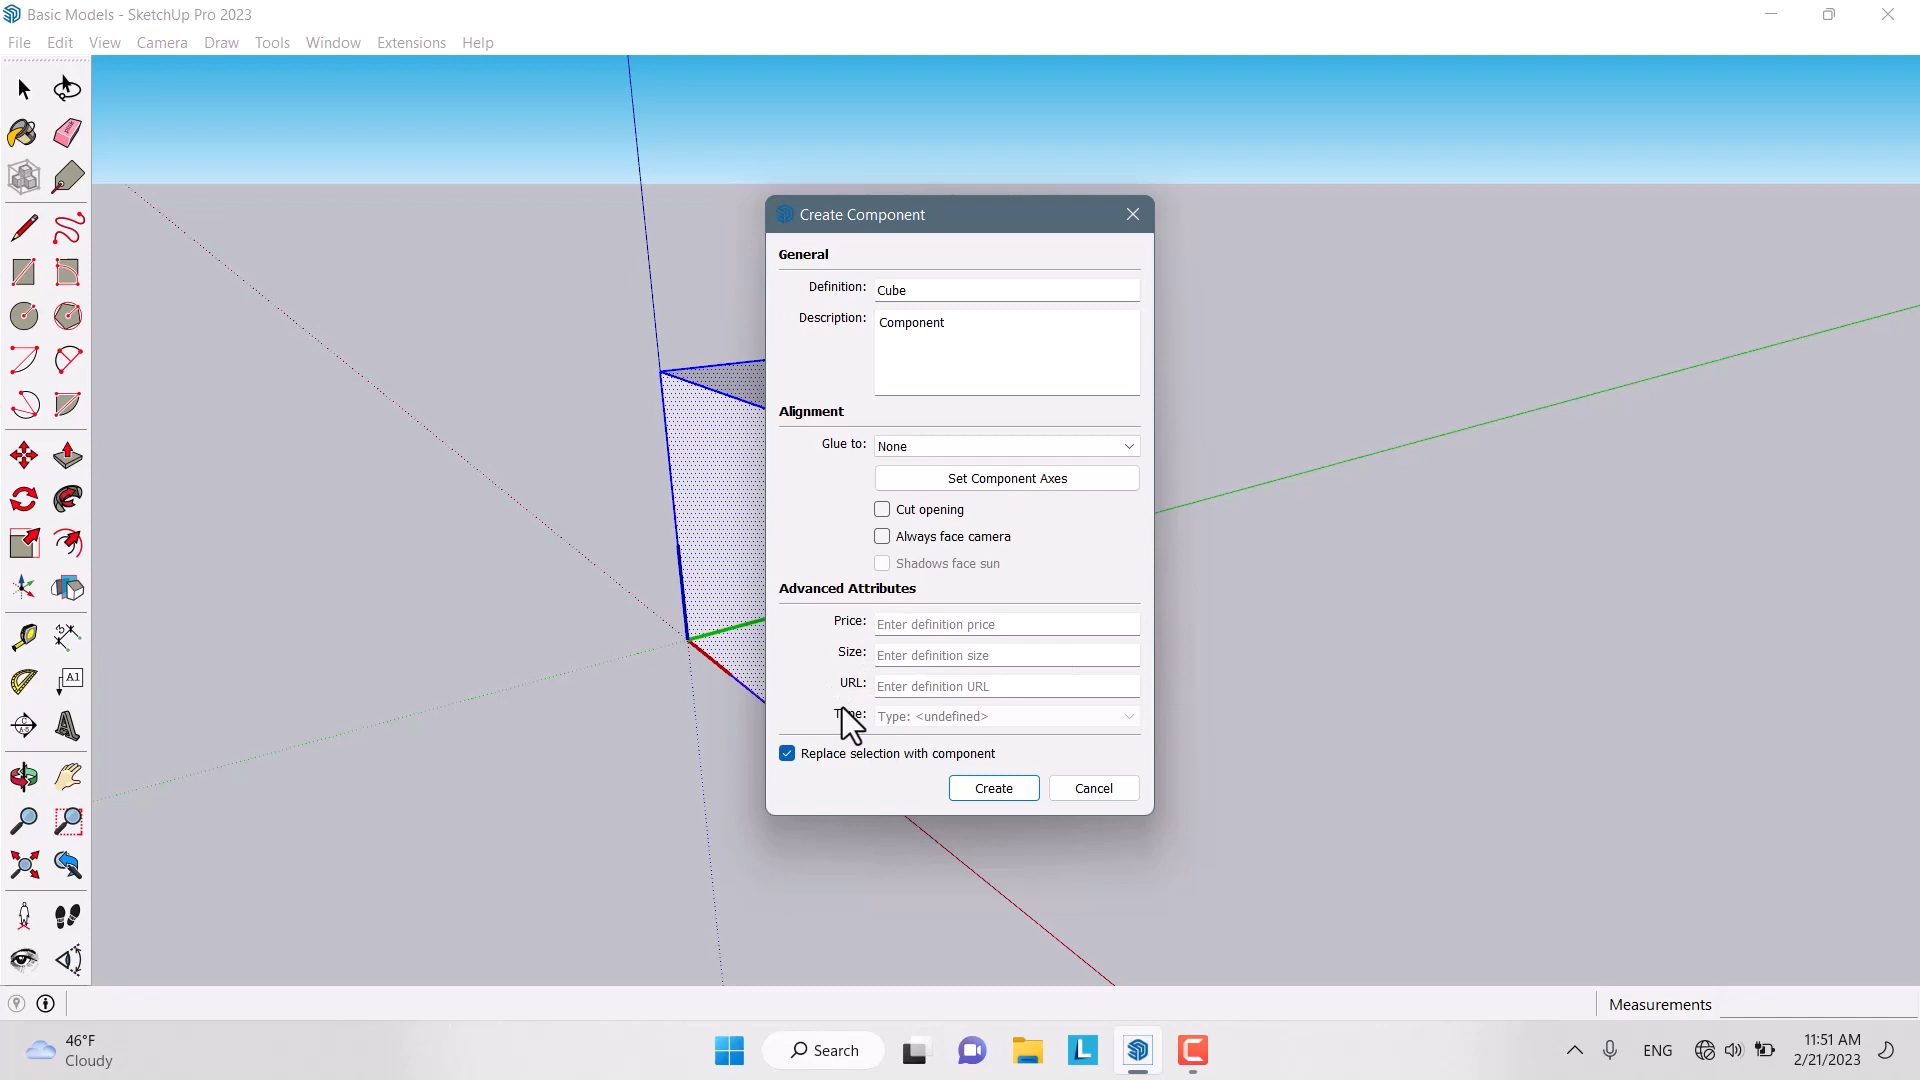 Basic Models - SketchUp Pro 2023
File Edit View Camera Draw Tools Window Extensions Help
Create Component
General
Definition: Cube
Description: Component
Alignment
Glue to: None
Set Component Axes
Cut opening
Always face camera
Shadows face sun
Advanced Attributes
Price: Enter definition price
Size: Enter definition size
URL: Enter definition URL
Type: Type: <undefined>
Replace selection with component
Create Cancel
A1
Measurements
46°F
Cloudy
Search
L
C
ENG
11:51 AM
2/21/2023